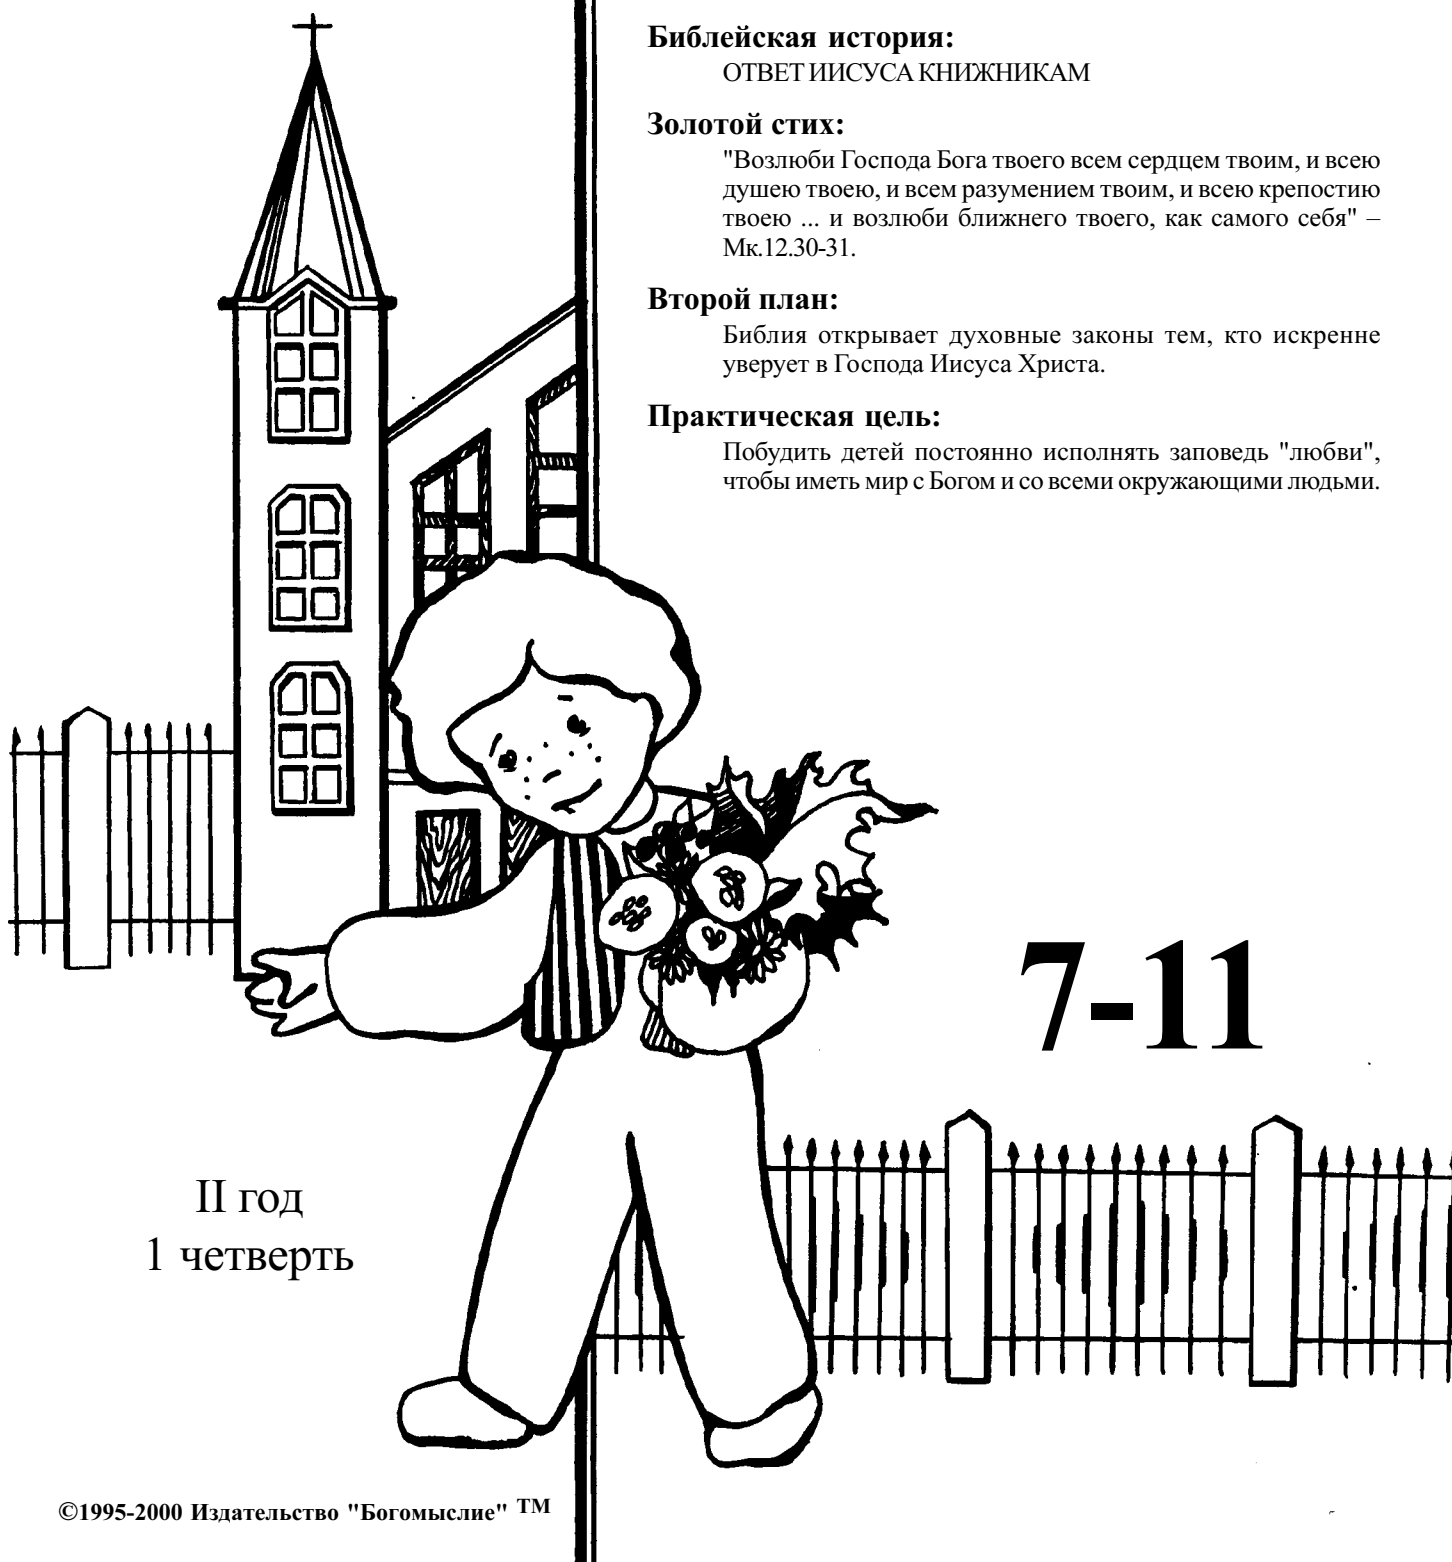 Библейская история:
ОТВЕТ ИИСУСА КНИЖНИКАМ
Золотой стих:
"Возлюби Господа Бога твоего всем сердцем твоим, и всею
душею твоею, и всем разумением твоим, и всею крепостию
твоею ... и возлюби ближнего твоего, как самого себя" –
Мк.12.30-31.
Второй план:
Библия открывает духовные законы тем, кто искренне
уверует в Господа Иисуса Христа.
Практическая цель:
Побудить детей постоянно исполнять заповедь "любви",
чтобы иметь мир с Богом и со всеми окружающими людьми.
7-11
II год
1 четверть
©1995-2000 Издательство "Богомыслие" ТМ